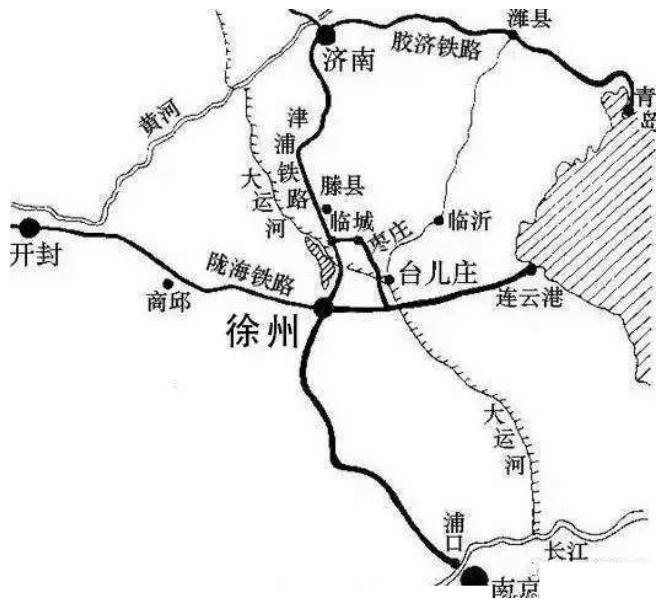 潍县
济南
胶济铁路
青岛
黄河
津浦铁路
大运河
滕县
临城
枣庄
临沂
开封
陇海铁路
台儿庄
商邱
连云港
徐州
大运河
浦口
长江
南京